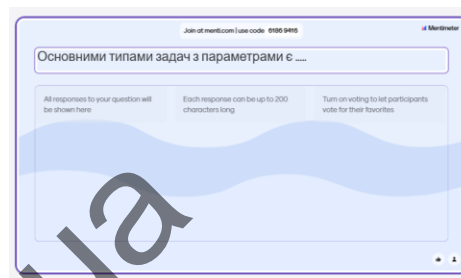 Join at menti.com | use code 6186 9416
Mentimeter
Основними типами задач з параметрами є .....
All responses to your question will
be shown here
Each response can be up to 200
characters long
Turn on voting to let participants
vote for their favorites